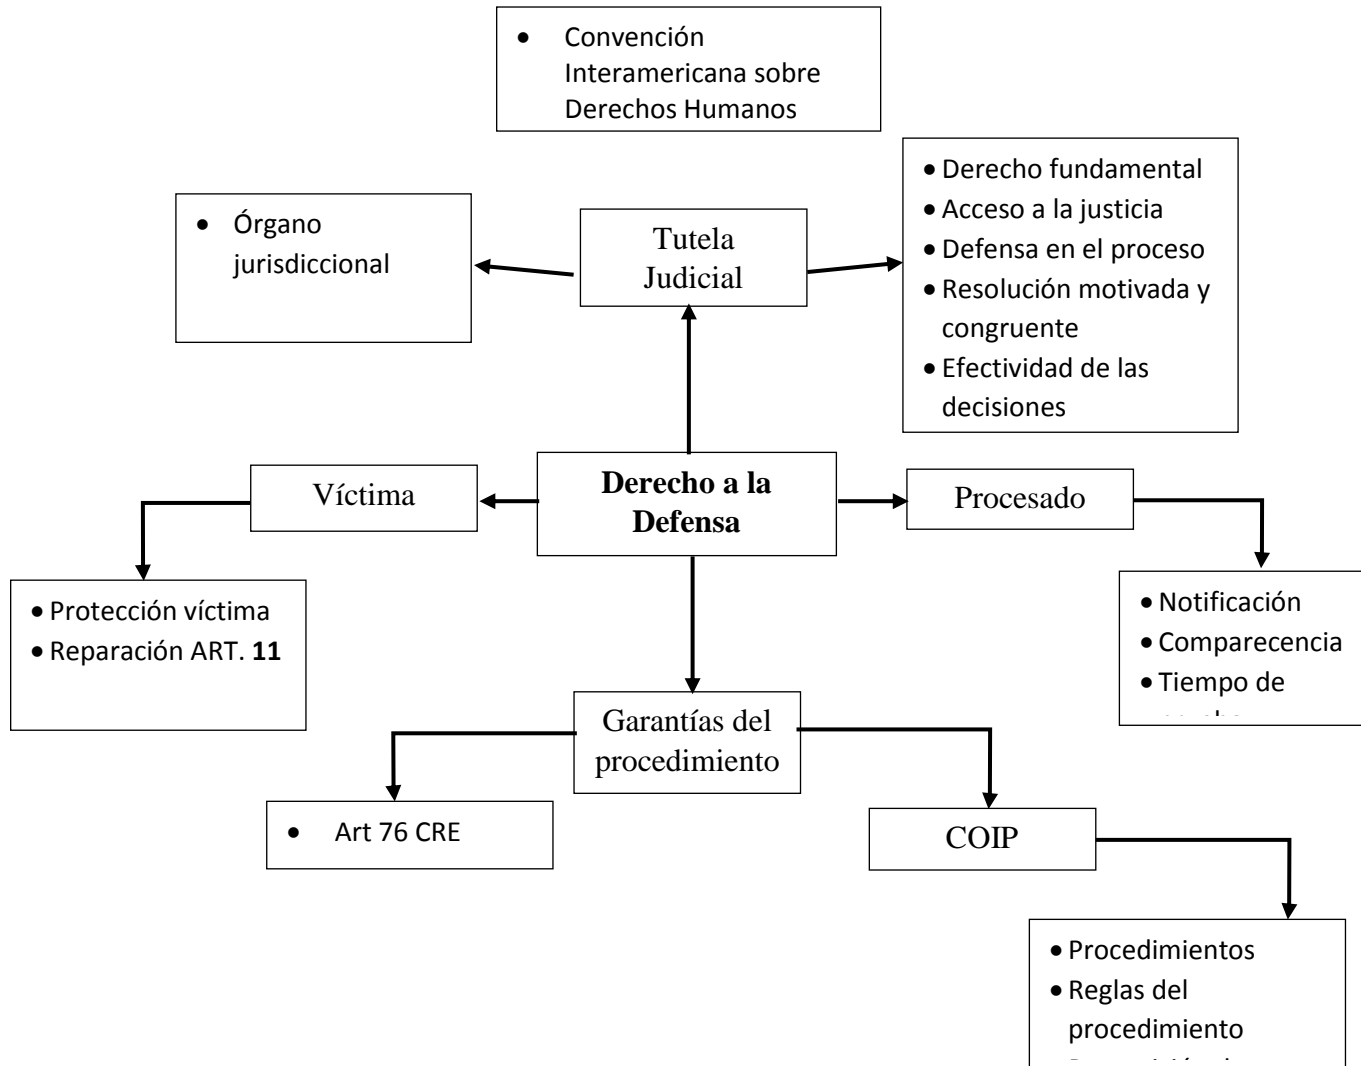 • Convención
Interamericana sobre
Derechos Humanos
• Órgano
jurisdiccional
Tutela
Judicial
• Derecho fundamental
• Acceso a la justicia
• Defensa en el proceso
• Resolución motivada y
congruente
• Efectividad de las
decisiones
Víctima
Derecho a la
Defensa
Procesado
• Protección víctima
• Reparación ART. 11
• Notificación
• Comparecencia
• Tiempo de
Garantías del
procedimiento
• Art 76 CRE
COIP
• Procedimientos
• Reglas del
procedimiento